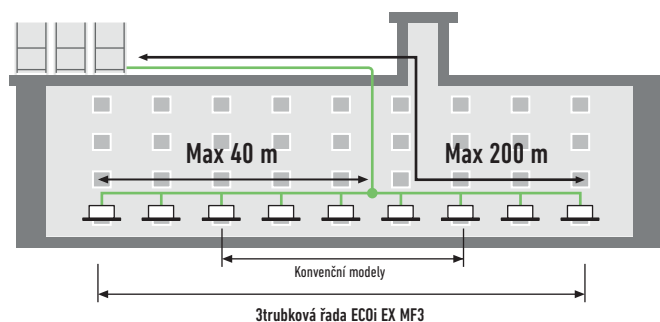 Max 40 m
Max 200 m
Konvenční modely
3trubková řada ECOi EX MF3